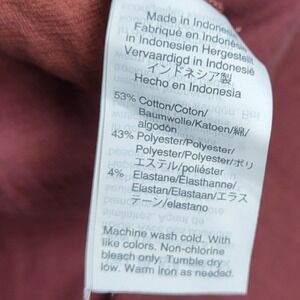 Made in Indonesia
Fabriqué en Indonésie
in Indonesien Hergestellt
Vervaardigd in Indonesië
インドネシア製
Hecho en Indonesia
53% Cotton/Coton/
Baumwolle/Katoen/綿/
algodón
43% Polyester/Polyester/
Polyester/Polyester/ポリ
エステル/poliéster
4% Elastane/Élasthanne/
Elastan/Elastaan/エラス
テーン/elastano
Machine wash cold. With
like colors. Non-chlorine
bleach only. Tumble dry
low. Warm iron as needed.